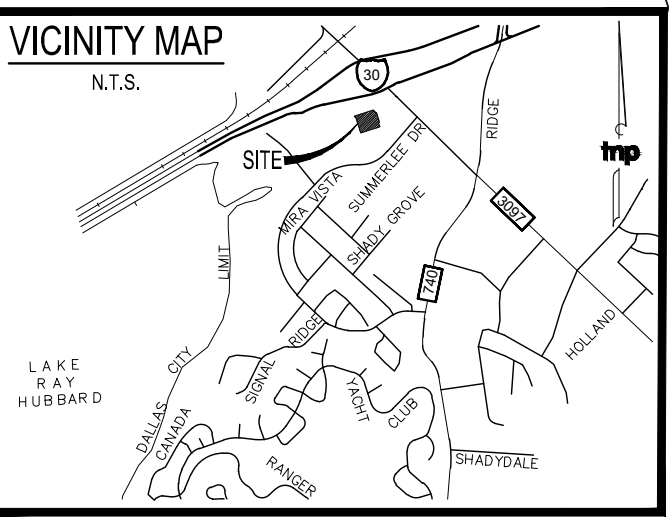 VICINITY MAP
N.T.S.
30
RIDGE
tnp
SITE
SUMMERLEE DR
MIRA VISTA
SHADY GROVE
3097
LIMIT
740
HOLLAND
RIDGE
SIGNAL
CITY
LAKE
RAY
HUBBARD
YACHT
CLUB
DALLAS
CANADA
RANGER
SHADYDALE